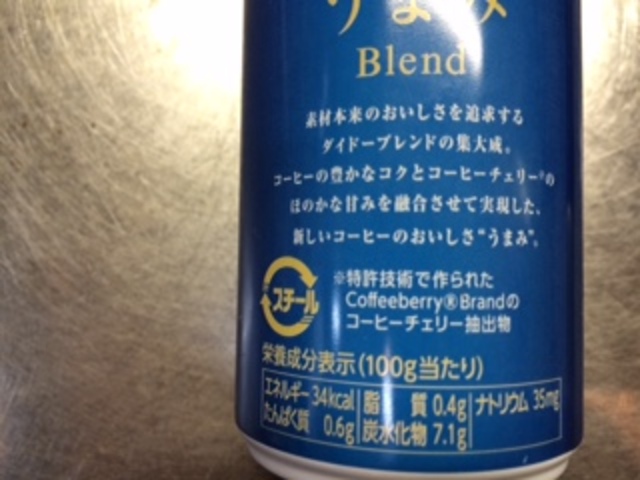 うまみ
Blend
素材本来のおいしさを追求する
ダイドーブレンドの集大成。
コーヒーの豊かなコクとコーヒーチェリー※の
ほのかな甘みを融合させて実現した、
新しいコーヒーのおいしさ“うまみ”。
スチール
※特許技術で作られた
Coffeeberry®Brandの
コーヒーチェリー抽出物
栄養成分表示(100g当たり)
エネルギー 34kcal 脂質 0.4g ナトリウム 35mg
たんぱく質 0.6g 炭水化物 7.1g